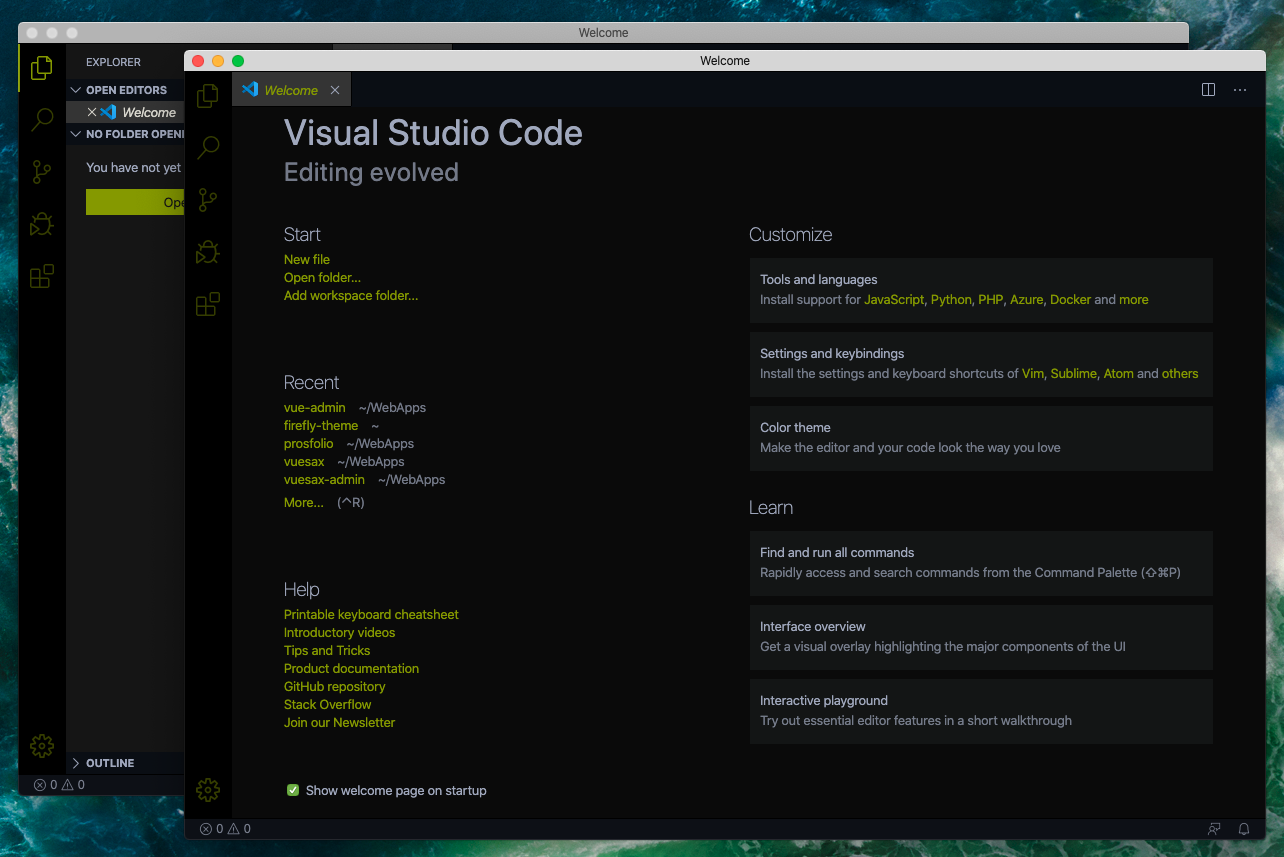 Welcome
EXPLORER
OPEN EDITORS
Welcome
NO FOLDER OPEN
You have not yet
Ope
OUTLINE
0 0
Welcome
Welcome
Visual Studio Code
Editing evolved
Start
New file
Open folder...
Add workspace folder...
Recent
vue-admin ~/WebApps
firefly-theme ~
prosfolio ~/WebApps
vuesax ~/WebApps
vuesax-admin ~/WebApps
More... (^R)
Help
Printable keyboard cheatsheet
Introductory videos
Tips and Tricks
Product documentation
GitHub repository
Stack Overflow
Join our Newsletter
Show welcome page on startup
Customize
Tools and languages
Install support for JavaScript, Python, PHP, Azure, Docker and more
Settings and keybindings
Install the settings and keyboard shortcuts of Vim, Sublime, Atom and others
Color theme
Make the editor and your code look the way you love
Learn
Find and run all commands
Rapidly access and search commands from the Command Palette (⇧⌘P)
Interface overview
Get a visual overlay highlighting the major components of the UI
Interactive playground
Try out essential editor features in a short walkthrough
0 0